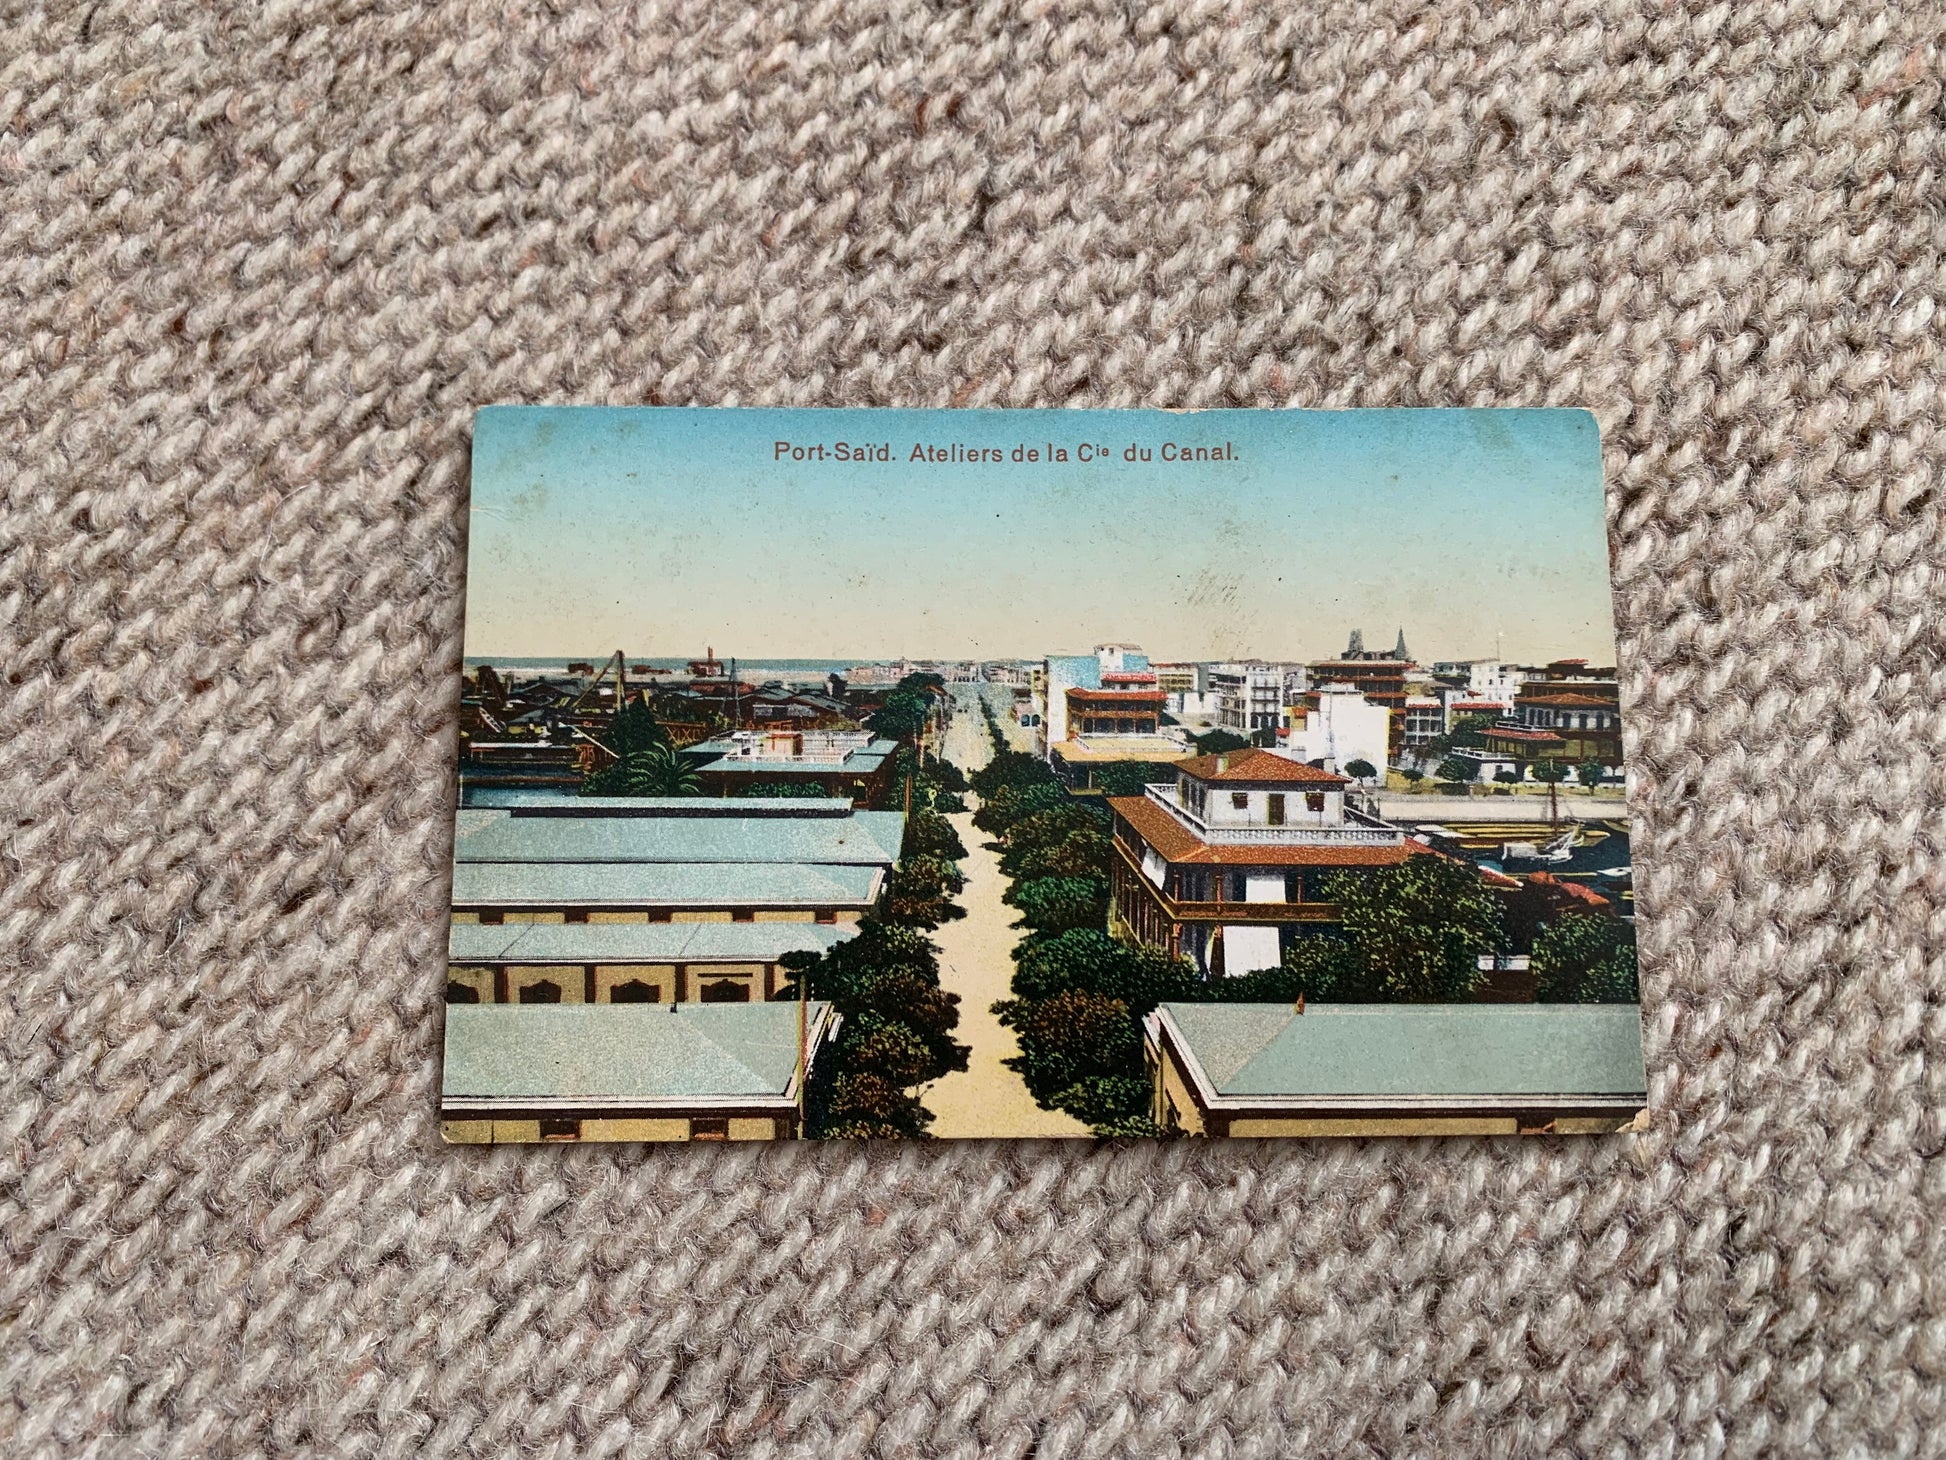 Port-Saïd. Ateliers de la Cie du Canal.